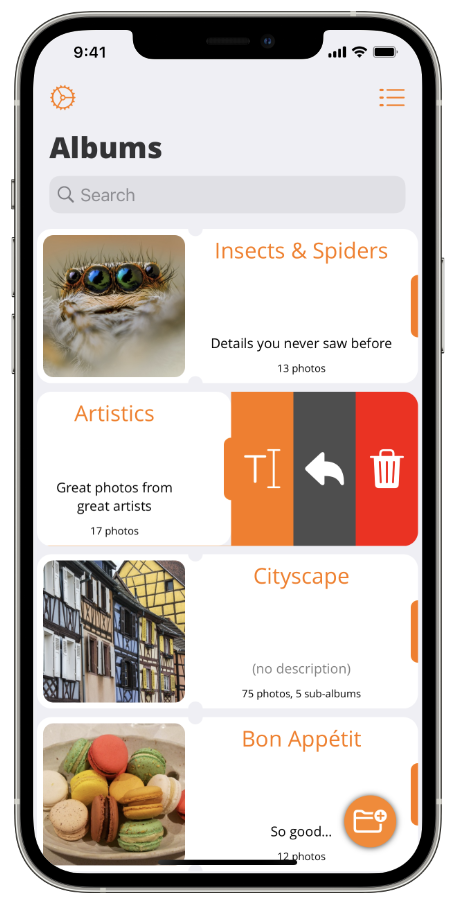 9:41
Albums
Search
Insects & Spiders
Details you never saw before
13 photos
Artistics
Great photos from
great artists
17 photos
Cityscape
(no description)
75 photos, 5 sub-albums
Bon Appétit
So good...
12 photos